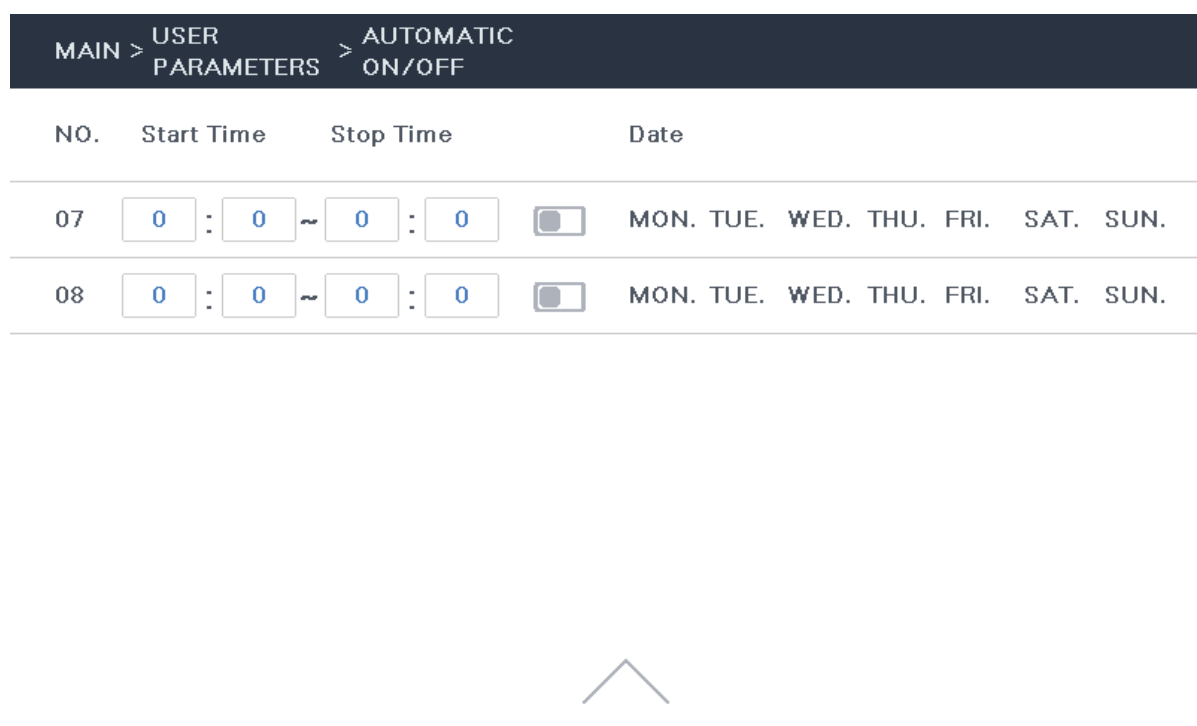 MAIN > USER PARAMETERS > AUTOMATIC ON/OFF
NO. Start Time Stop Time Date
07 0 : 0 ~ 0 : 0 MON. TUE. WED. THU. FRI. SAT. SUN.
08 0 : 0 ~ 0 : 0 MON. TUE. WED. THU. FRI. SAT. SUN.